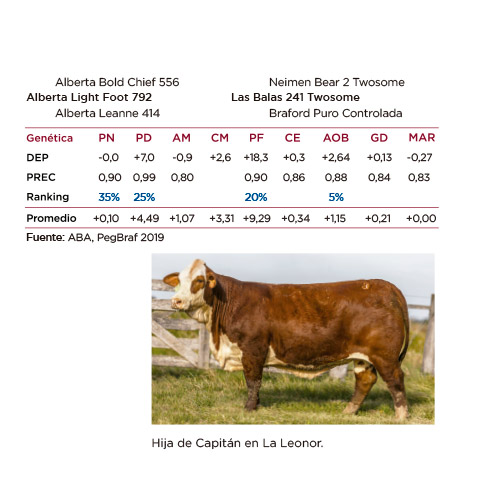 Alberta Bold Chief 556 Neimen Bear 2 Twosome
Alberta Light Foot 792 Las Balas 241 Twosome
Alberta Leanne 414 Braford Puro Controlada
Genética PN PD AM CM PF CE AOB GD MAR
DEP -0,0 +7,0 -0,9 +2,6 +18,3 +0,3 +2,64 +0,13 -0,27
PREC 0,90 0,99 0,80 0,90 0,86 0,88 0,84 0,83
Ranking 35% 25% 20% 5%
Promedio +0,10 +4,49 +1,07 +3,31 +9,29 +0,34 +1,15 +0,21 +0,00
Fuente: ABA, PegBraf 2019
Hija de Capitán en La Leonor.